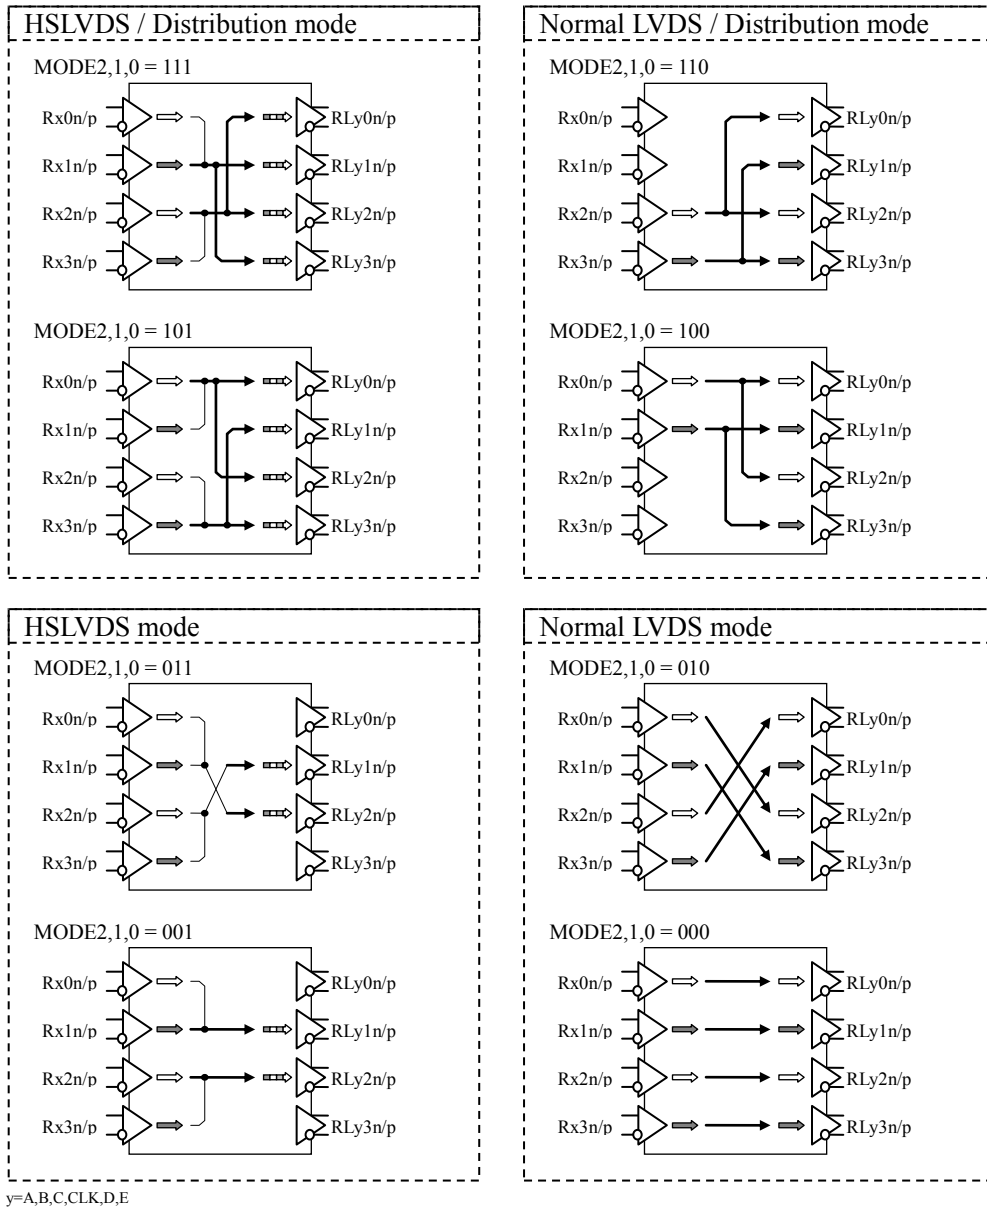 HSLVDS / Distribution mode
MODE2,1,0 = 111
Rx0n/p RLy0n/p
Rx1n/p RLy1n/p
Rx2n/p RLy2n/p
Rx3n/p RLy3n/p
MODE2,1,0 = 101
Rx0n/p RLy0n/p
Rx1n/p RLy1n/p
Rx2n/p RLy2n/p
Rx3n/p RLy3n/p
Normal LVDS / Distribution mode
MODE2,1,0 = 110
Rx0n/p RLy0n/p
Rx1n/p RLy1n/p
Rx2n/p RLy2n/p
Rx3n/p RLy3n/p
MODE2,1,0 = 100
Rx0n/p RLy0n/p
Rx1n/p RLy1n/p
Rx2n/p RLy2n/p
Rx3n/p RLy3n/p
HSLVDS mode
MODE2,1,0 = 011
Rx0n/p RLy0n/p
Rx1n/p RLy1n/p
Rx2n/p RLy2n/p
Rx3n/p RLy3n/p
MODE2,1,0 = 001
Rx0n/p RLy0n/p
Rx1n/p RLy1n/p
Rx2n/p RLy2n/p
Rx3n/p RLy3n/p
Normal LVDS mode
MODE2,1,0 = 010
Rx0n/p RLy0n/p
Rx1n/p RLy1n/p
Rx2n/p RLy2n/p
Rx3n/p RLy3n/p
MODE2,1,0 = 000
Rx0n/p RLy0n/p
Rx1n/p RLy1n/p
Rx2n/p RLy2n/p
Rx3n/p RLy3n/p
y=A,B,C,CLK,D,E